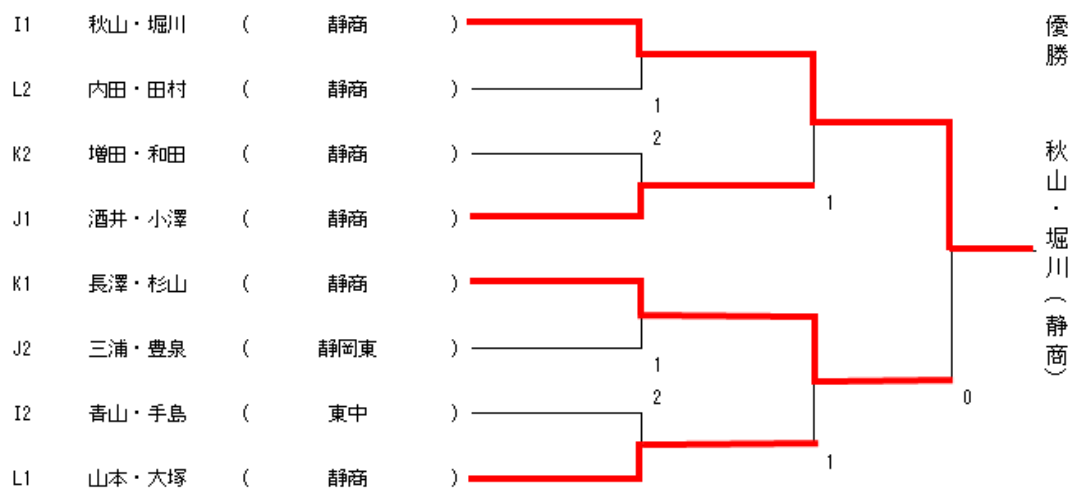 I1 秋山・堀川 ( 静商 )
L2 内田・田村 ( 静商 )
1
2
K2 増田・和田 ( 静商 )
J1 酒井・小澤 ( 静商 )
1
K1 長澤・杉山 ( 静商 )
J2 三浦・豊泉 ( 静岡東 )
1
2
I2 青山・手島 ( 東中 )
0
L1 山本・大塚 ( 静商 )
1
優勝 秋山・堀川(静商)